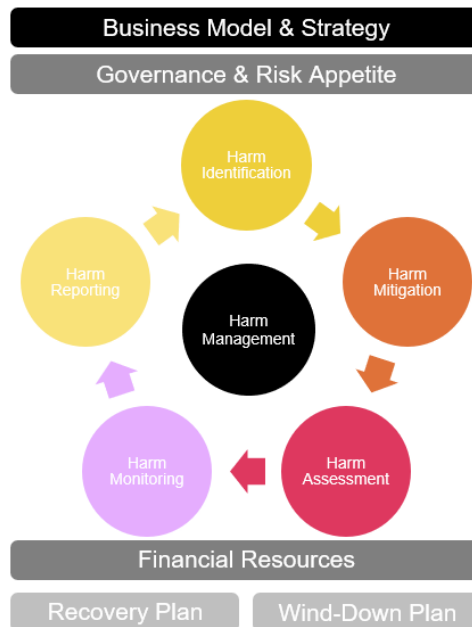 Business Model & Strategy
Governance & Risk Appetite
Harm
Identification
Harm
Reporting
Harm
Mitigation
Harm
Management
Harm
Monitoring
Harm
Assessment
Financial Resources
Recovery Plan
Wind-Down Plan